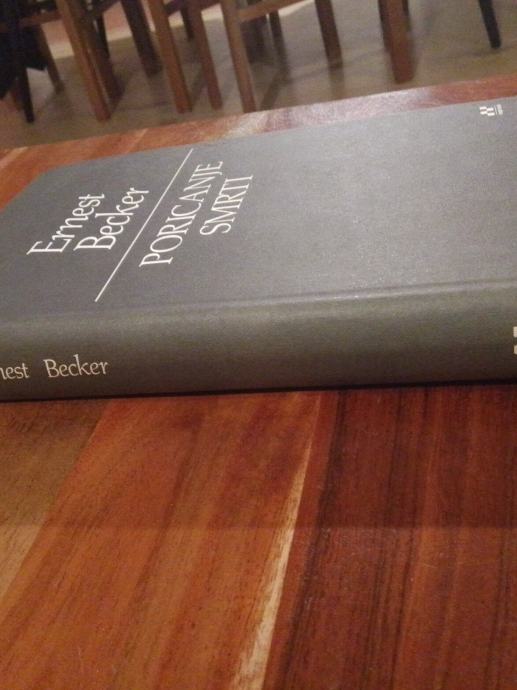 Ernest
Becker
PORICANJE
SMRTI
nest Becker